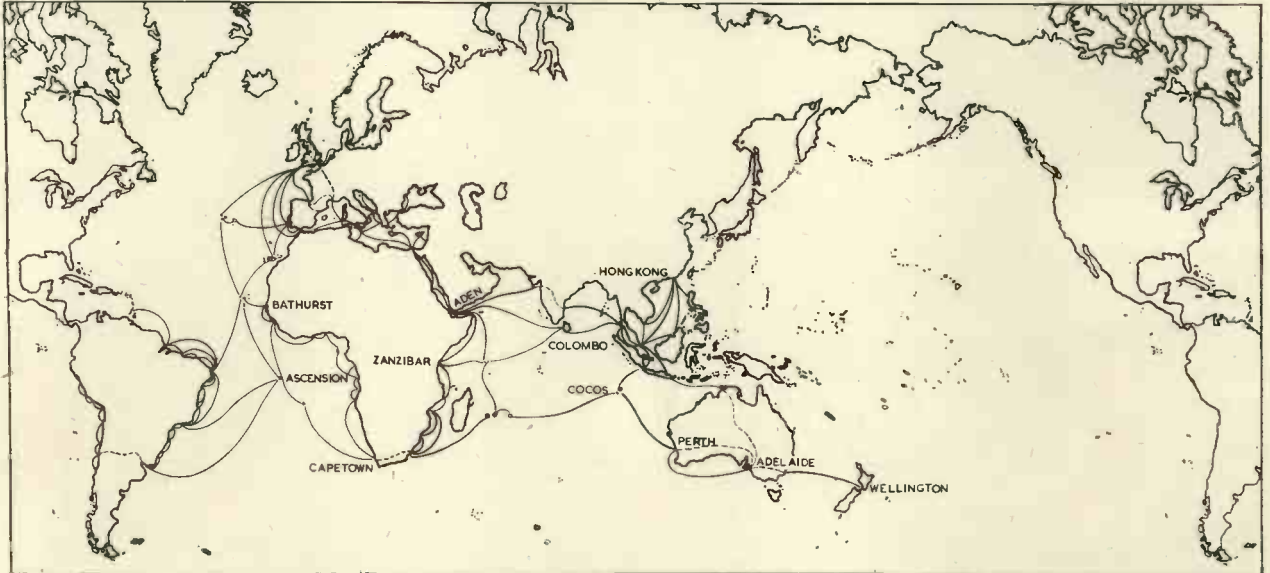 HONGKONG
BATHURST
ADEN
COLOMBO
ZANZIBAR
ASCENSION
COCOS
PERTH
CAPETOWN
ADELAIDE
WELLINGTON